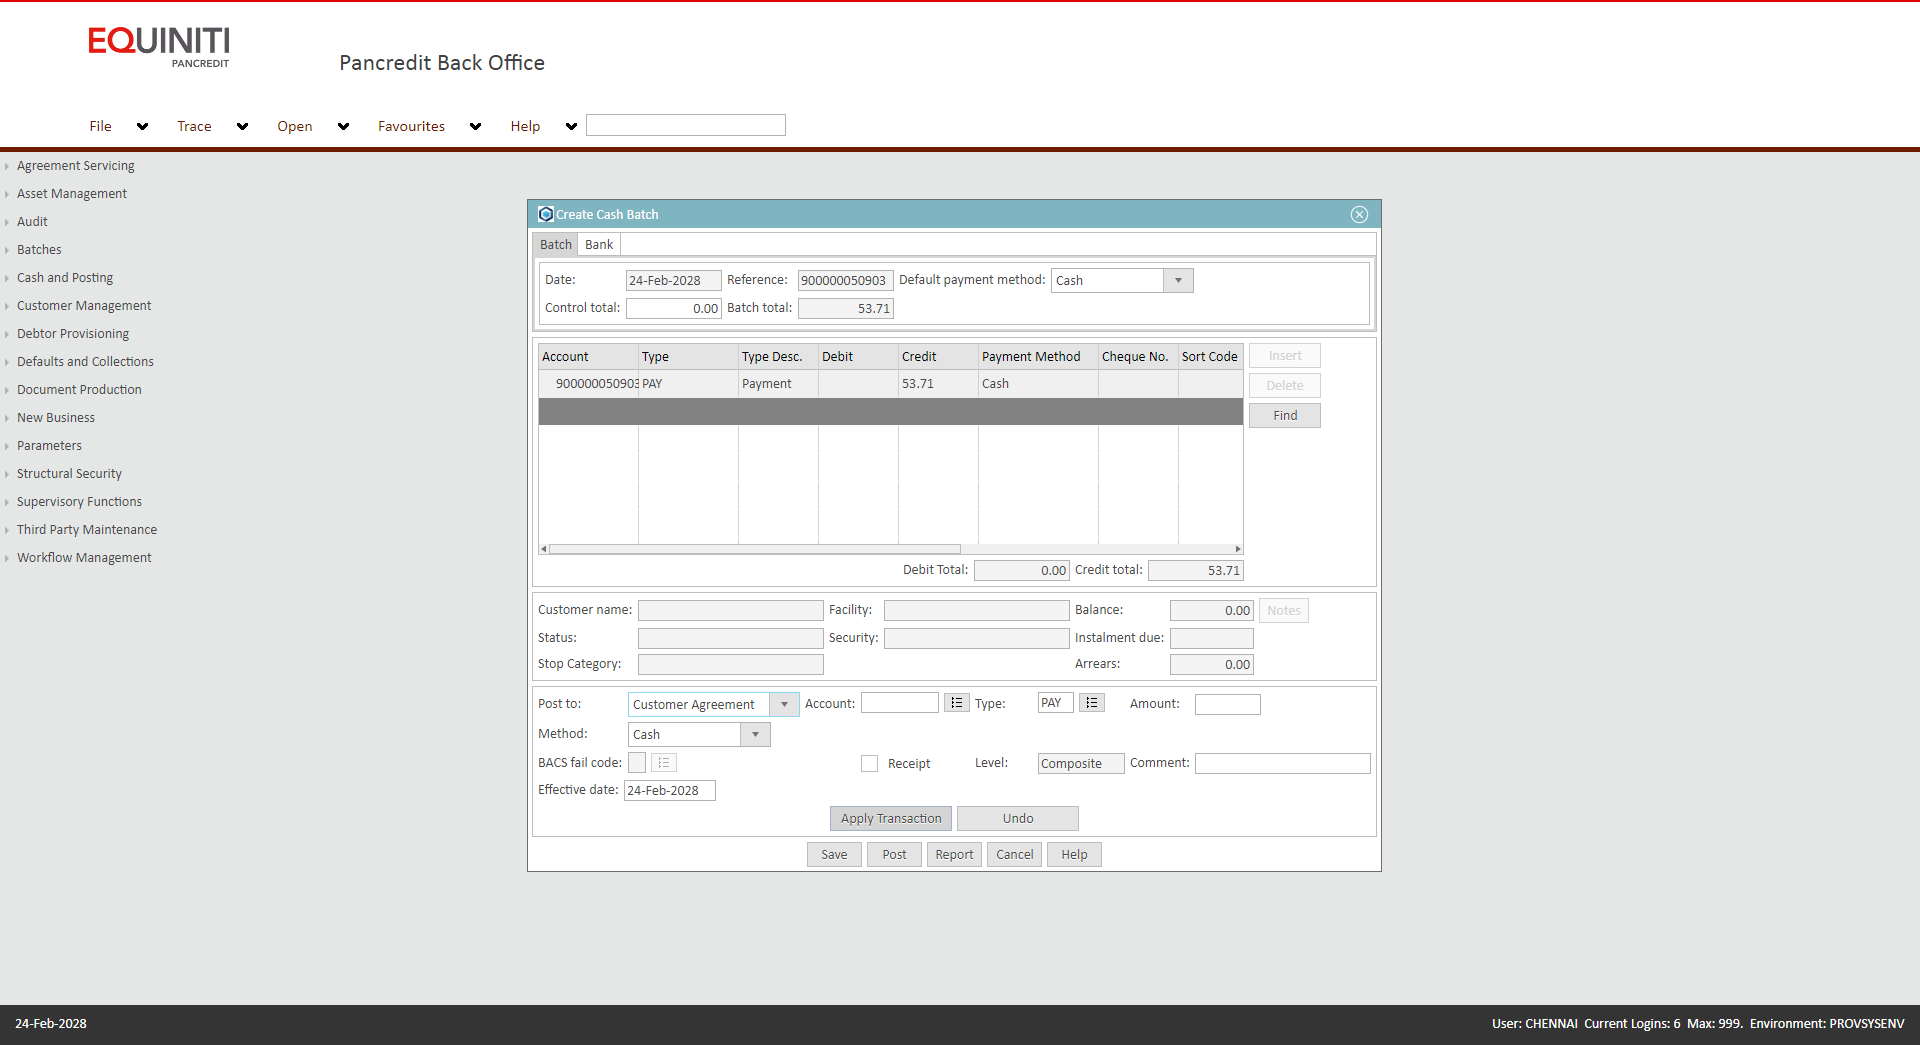 EQUINITI
PANCREDIT
Pancredit Back Office
File Trace Open Favourites Help
Agreement Servicing
Asset Management
Audit
Batches
Cash and Posting
Customer Management
Debtor Provisioning
Defaults and Collections
Document Production
New Business
Parameters
Structural Security
Supervisory Functions
Third Party Maintenance
Workflow Management
Create Cash Batch
Batch Bank
Date: 24-Feb-2028 Reference: 900000050903 Default payment method: Cash
Control total: 0.00 Batch total: 53.71
Account Type Type Desc. Debit Credit Payment Method Cheque No. Sort Code
900000050903 PAY Payment 53.71 Cash
Insert
Delete
Find
Debit Total: 0.00 Credit total: 53.71
Customer name: Facility: Balance: 0.00 Notes
Status: Security: Instalment due:
Stop Category: Arrears: 0.00
Post to: Customer Agreement Account: Type: PAY Amount:
Method: Cash
BACS fail code: Receipt Level: Composite Comment:
Effective date: 24-Feb-2028
Apply Transaction Undo
Save Post Report Cancel Help
24-Feb-2028 User: CHENNAI Current Logins: 6 Max: 999. Environment: PROVSYSENV